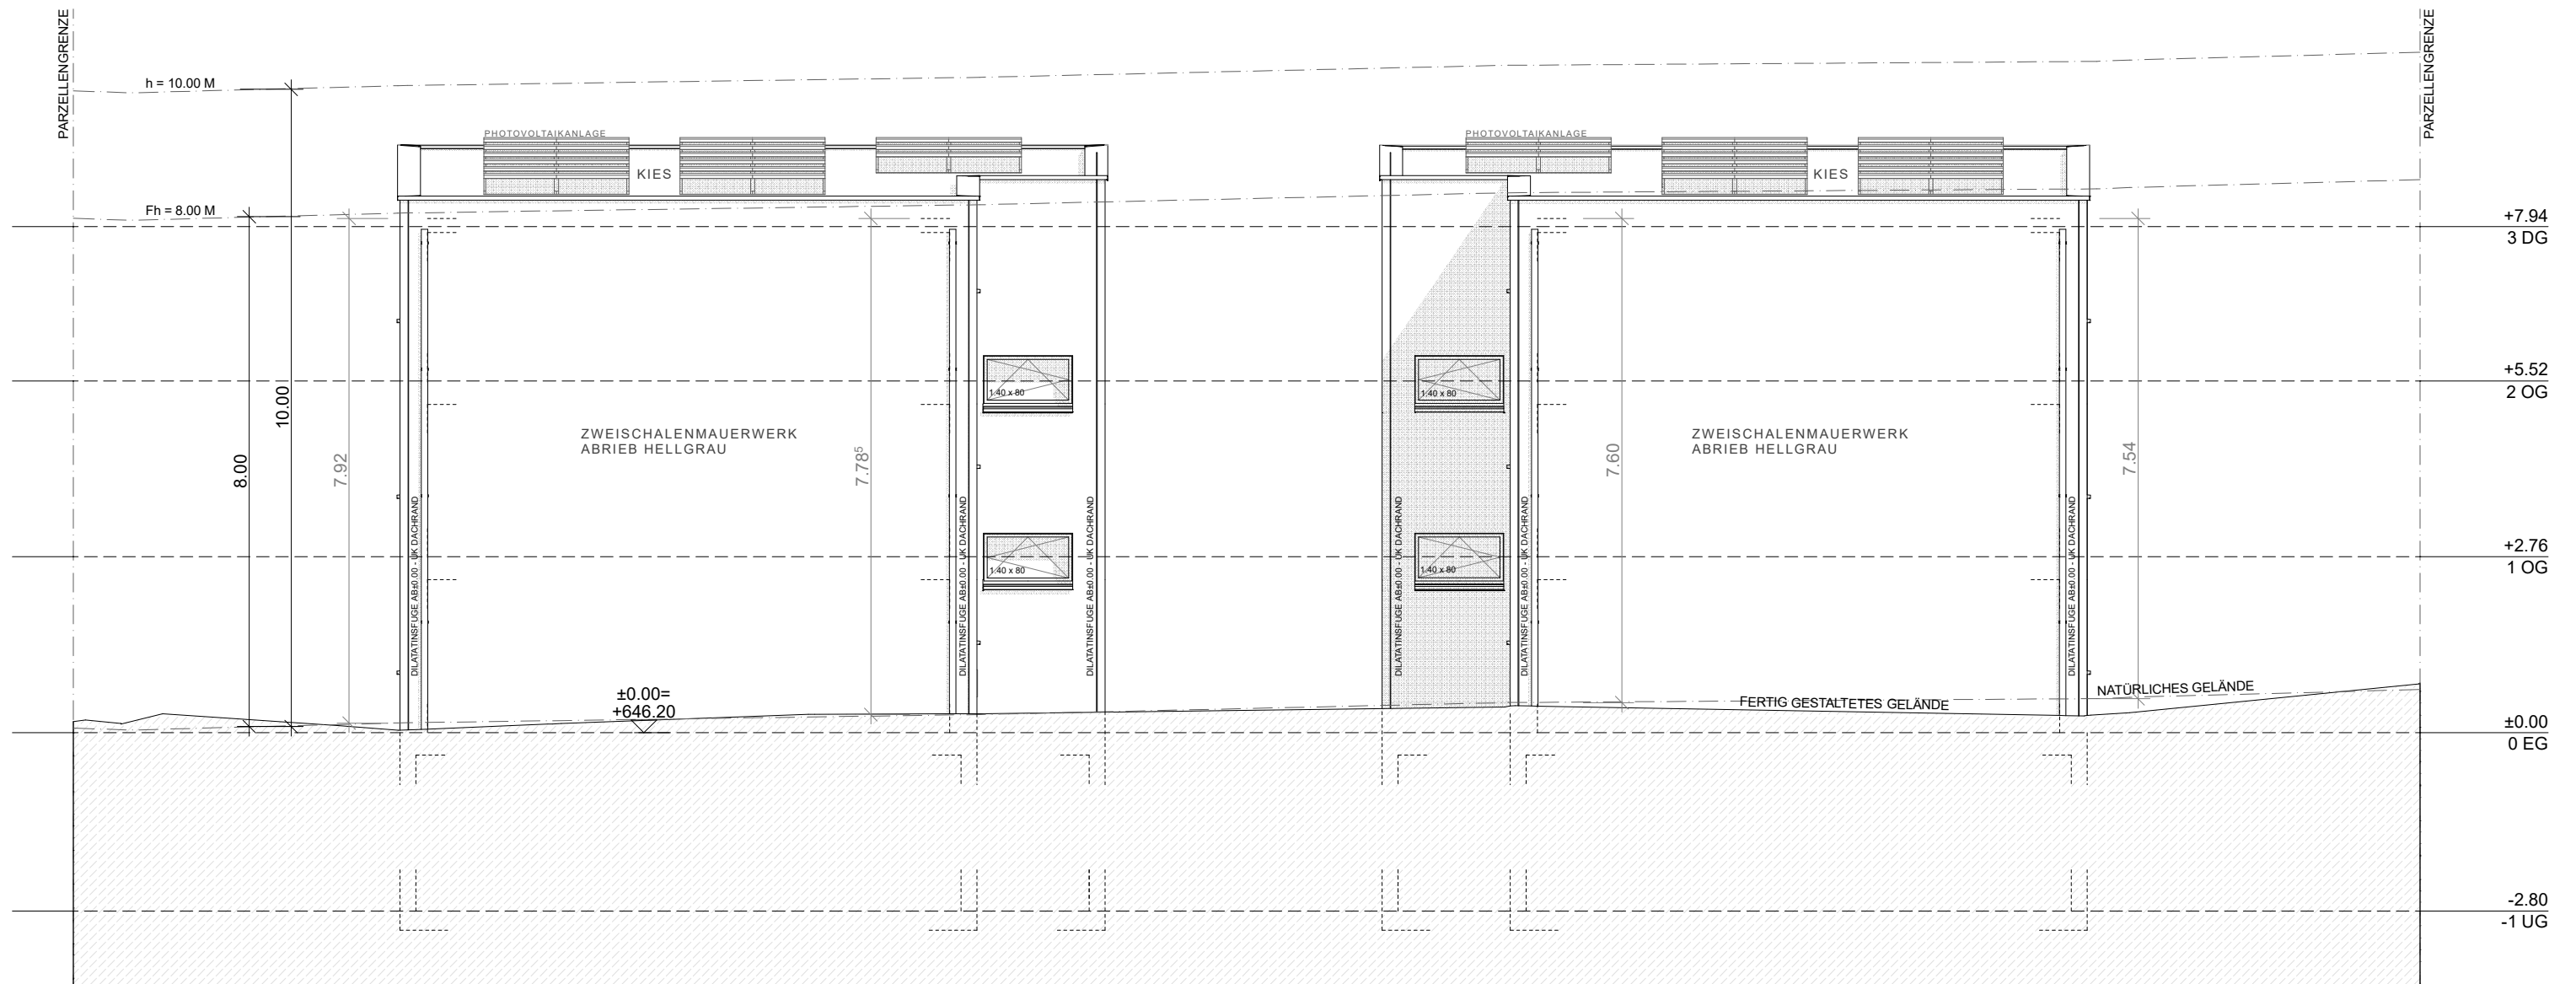 PARZELLENGRENZE
PARZELLENGRENZE
h = 10.00 M
PHOTOVOLTAIKANLAGE
PHOTOVOLTAIKANLAGE
KIES
KIES
Fh = 8.00 M
+7.94
3 DG
+5.52
2 OG
1.40 x 80
1.40 x 80
10.00
8.00
7.92
ZWEISCHALENMAUERWERK
ABRIEB HELLGRAU
7.78⁵
7.60
ZWEISCHALENMAUERWERK
ABRIEB HELLGRAU
7.54
+2.76
1 OG
1.40 x 80
1.40 x 80
DILATATINSFUGE AB±0.00 - UK DACHRAND
DILATATINSFUGE AB±0.00 - UK DACHRAND
DILATATINSFUGE AB±0.00 - UK DACHRAND
DILATATINSFUGE AB±0.00 - UK DACHRAND
DILATATINSFUGE AB±0.00 - UK DACHRAND
DILATATINSFUGE AB±0.00 - UK DACHRAND
±0.00=
+646.20
FERTIG GESTALTETES GELÄNDE
NATÜRLICHES GELÄNDE
±0.00
0 EG
-2.80
-1 UG